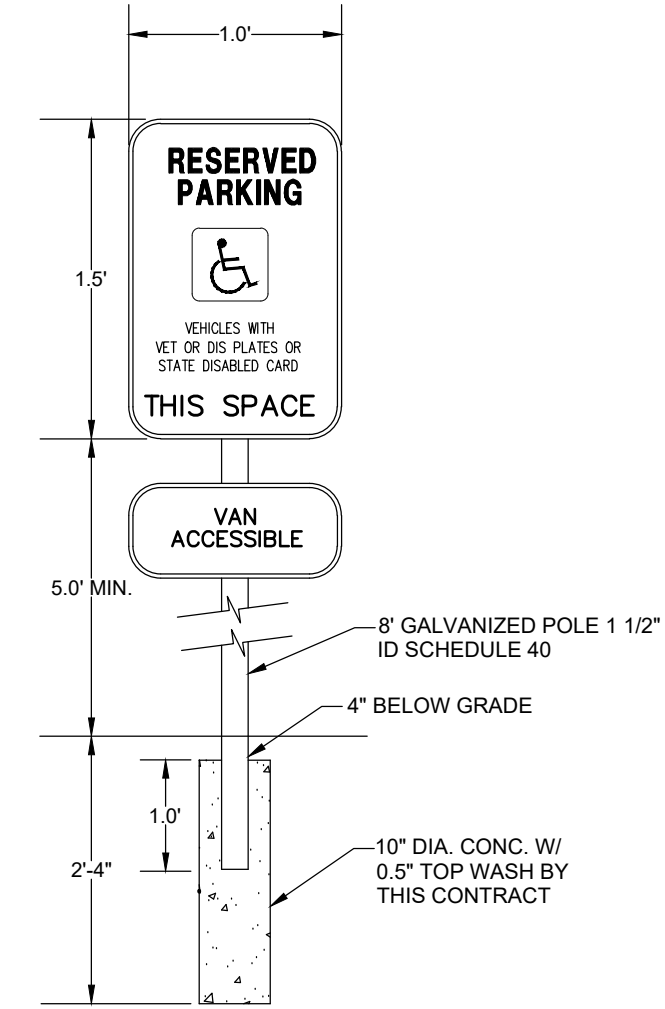 1.0'
RESERVED
PARKING
1.5'
VEHICLES WITH
VET OR DIS PLATES OR
STATE DISABLED CARD
THIS SPACE
VAN
ACCESSIBLE
5.0' MIN.
8' GALVANIZED POLE 1 1/2"
ID SCHEDULE 40
4" BELOW GRADE
1.0'
2'-4"
10" DIA. CONC. W/
0.5" TOP WASH BY
THIS CONTRACT